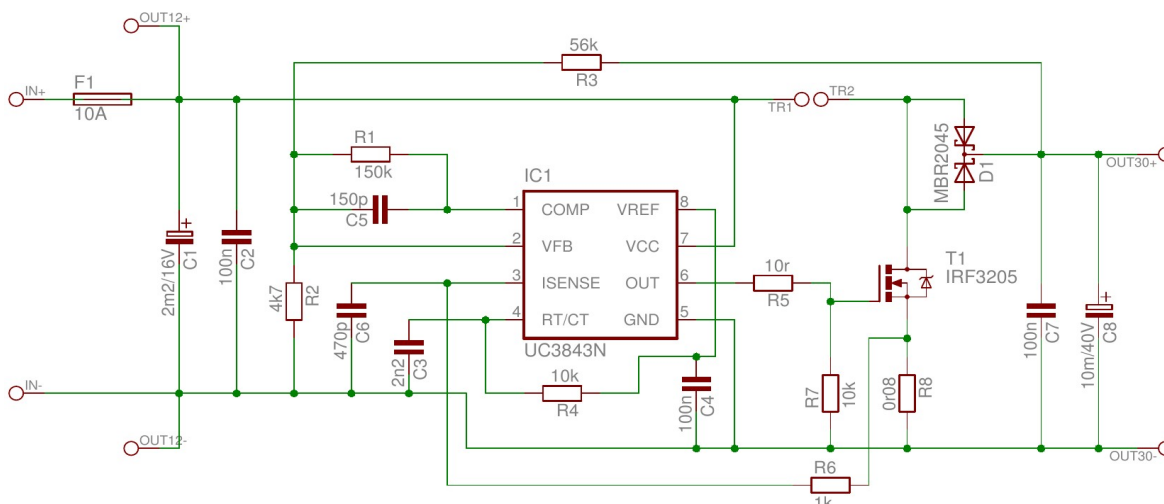 OUT12+
56k
R3
IN+
F1
10A
TR1
TR2
MBR2045
D1
OUT30+
R1
150k
150p
C5
IC1
1
COMP
VREF
8
2
VFB
VCC
7
3
ISENSE
OUT
6
4
RT/CT
GND
5
UC3843N
10r
R5
T1
IRF3205
2m2/16V
C1
100n
C2
4k7
R2
470p
C6
2n2
C3
10k
R4
100n
C4
R7
10k
0r08
R8
100n
C7
10m/40V
C8
IN-
OUT12-
OUT30-
R6
1k